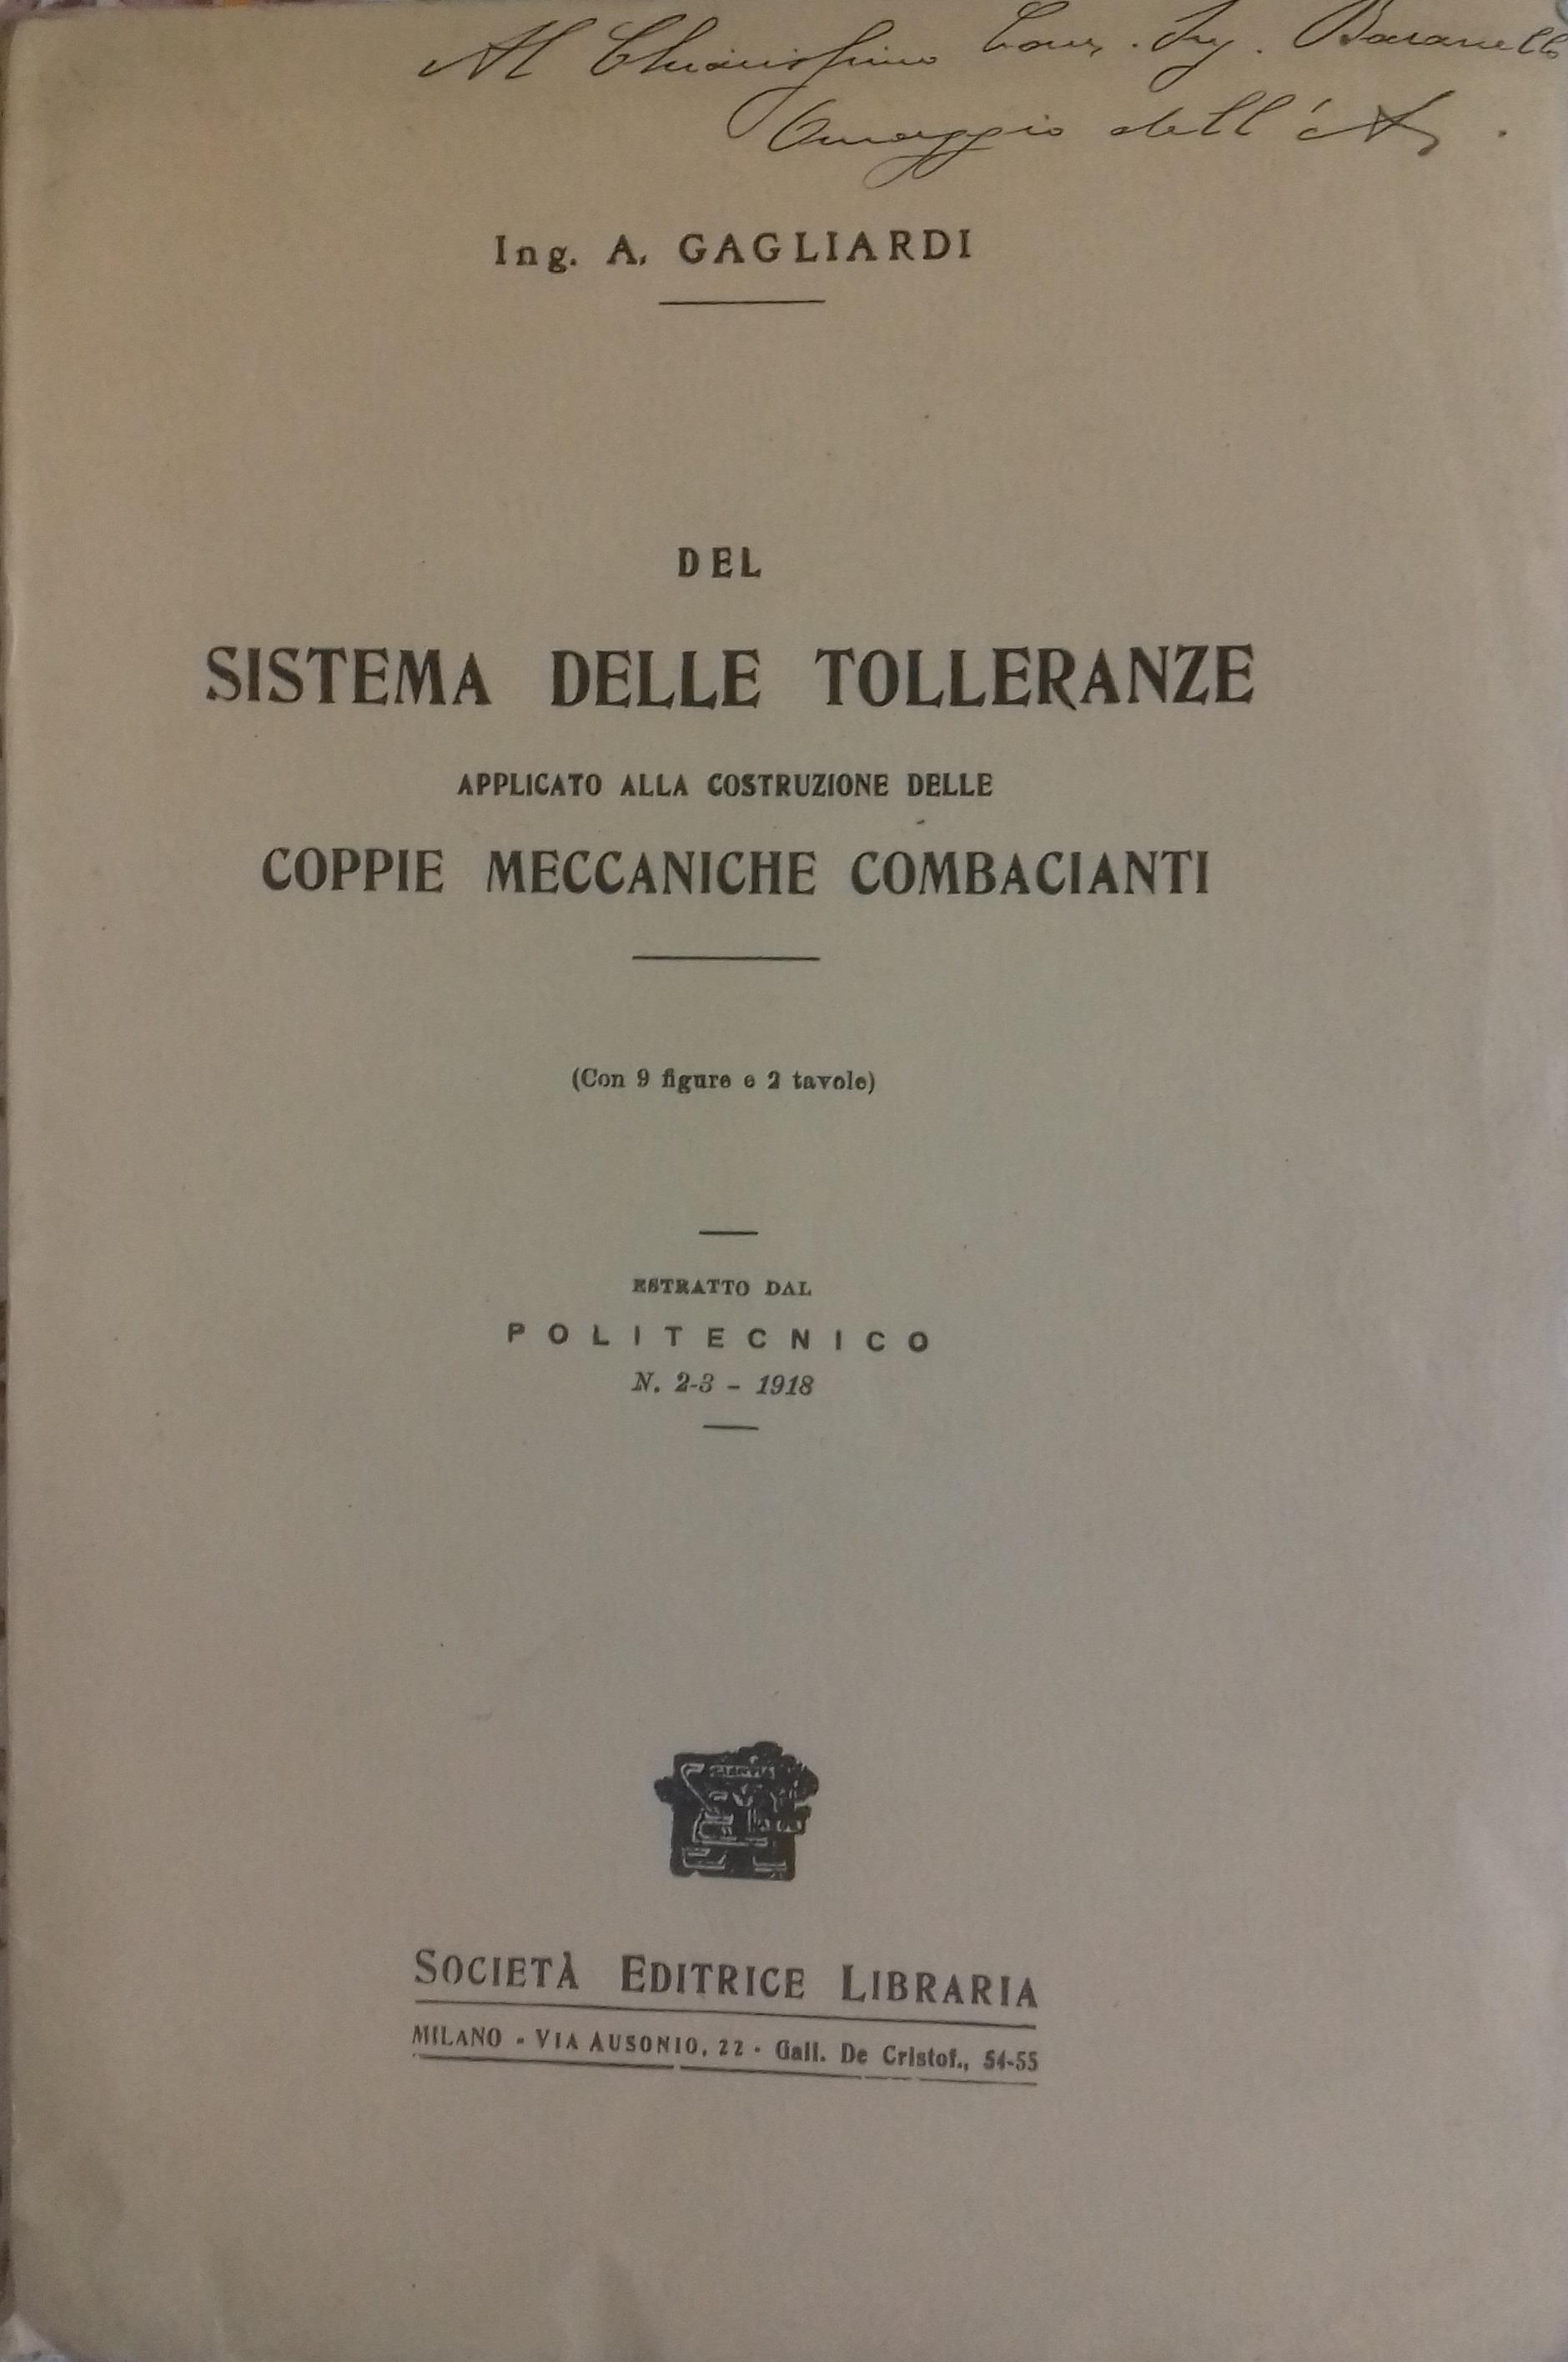 Al Chiarissimo Comm. Ing. Baranello
Omaggio dell'A.
Ing. A. GAGLIARDI
DEL
SISTEMA DELLE TOLLERANZE
APPLICATO ALLA COSTRUZIONE DELLE
COPPIE MECCANICHE COMBACIANTI
(Con 9 figure e 2 tavole)
ESTRATTO DAL
POLITECNICO
N. 2-3 - 1918
SOCIETÀ EDITRICE LIBRARIA
MILANO - VIA AUSONIO, 22 - Gall. De Cristof., 54-55